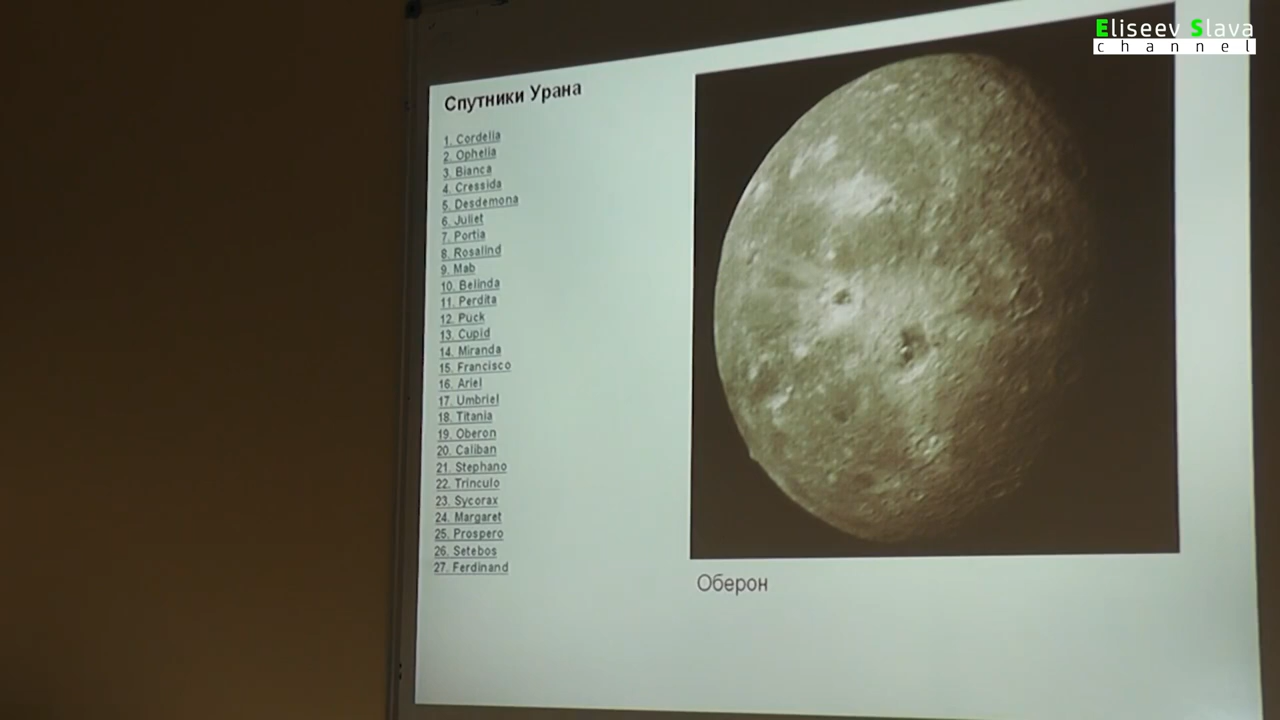 Eliseev Slava
channel
Спутники Урана
1. Cordelia
2. Ophelia
3. Bianca
4. Cressida
5. Desdemona
6. Juliet
7. Portia
8. Rosalind
9. Mab
10. Belinda
11. Perdita
12. Puck
13. Cupid
14. Miranda
15. Francisco
16. Ariel
17. Umbriel
18. Titania
19. Oberon
20. Caliban
21. Stephano
22. Trinculo
23. Sycorax
24. Margaret
25. Prospero
26. Setebos
27. Ferdinand
Оберон